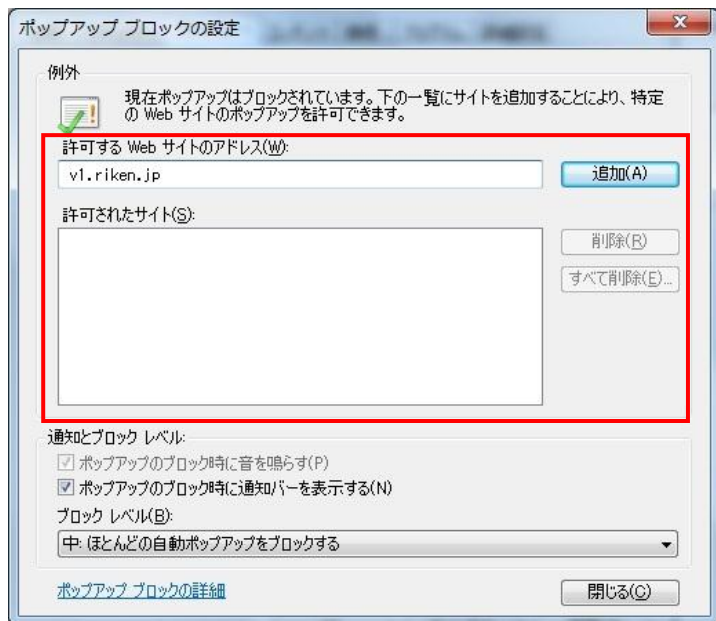 ポップアップ ブロックの設定
例外
現在ポップアップはブロックされています。下の一覧にサイトを追加することにより、特定
の Web サイトのポップアップを許可できます。
許可する Web サイトのアドレス(W):
v1.riken.jp
追加(A)
許可されたサイト(S):
削除(R)
すべて削除(E)...
通知とブロック レベル:
ポップアップのブロック時に音を鳴らす(P)
ポップアップのブロック時に通知バーを表示する(N)
ブロック レベル(B):
中: ほとんどの自動ポップアップをブロックする
ポップアップ ブロックの詳細
閉じる(C)